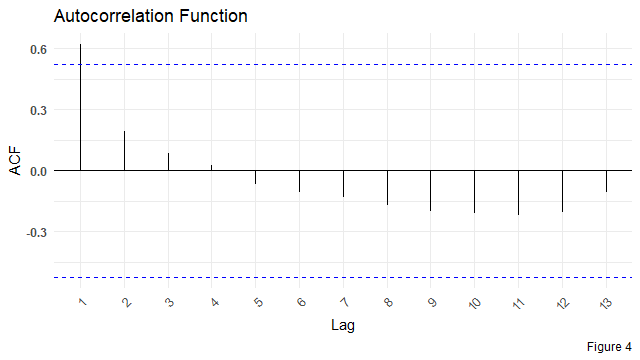 Autocorrelation Function
ACF
0.6
0.3
0.0
-0.3
1 2 3 4 5 6 7 8 9 10 11 12 13
Lag
Figure 4